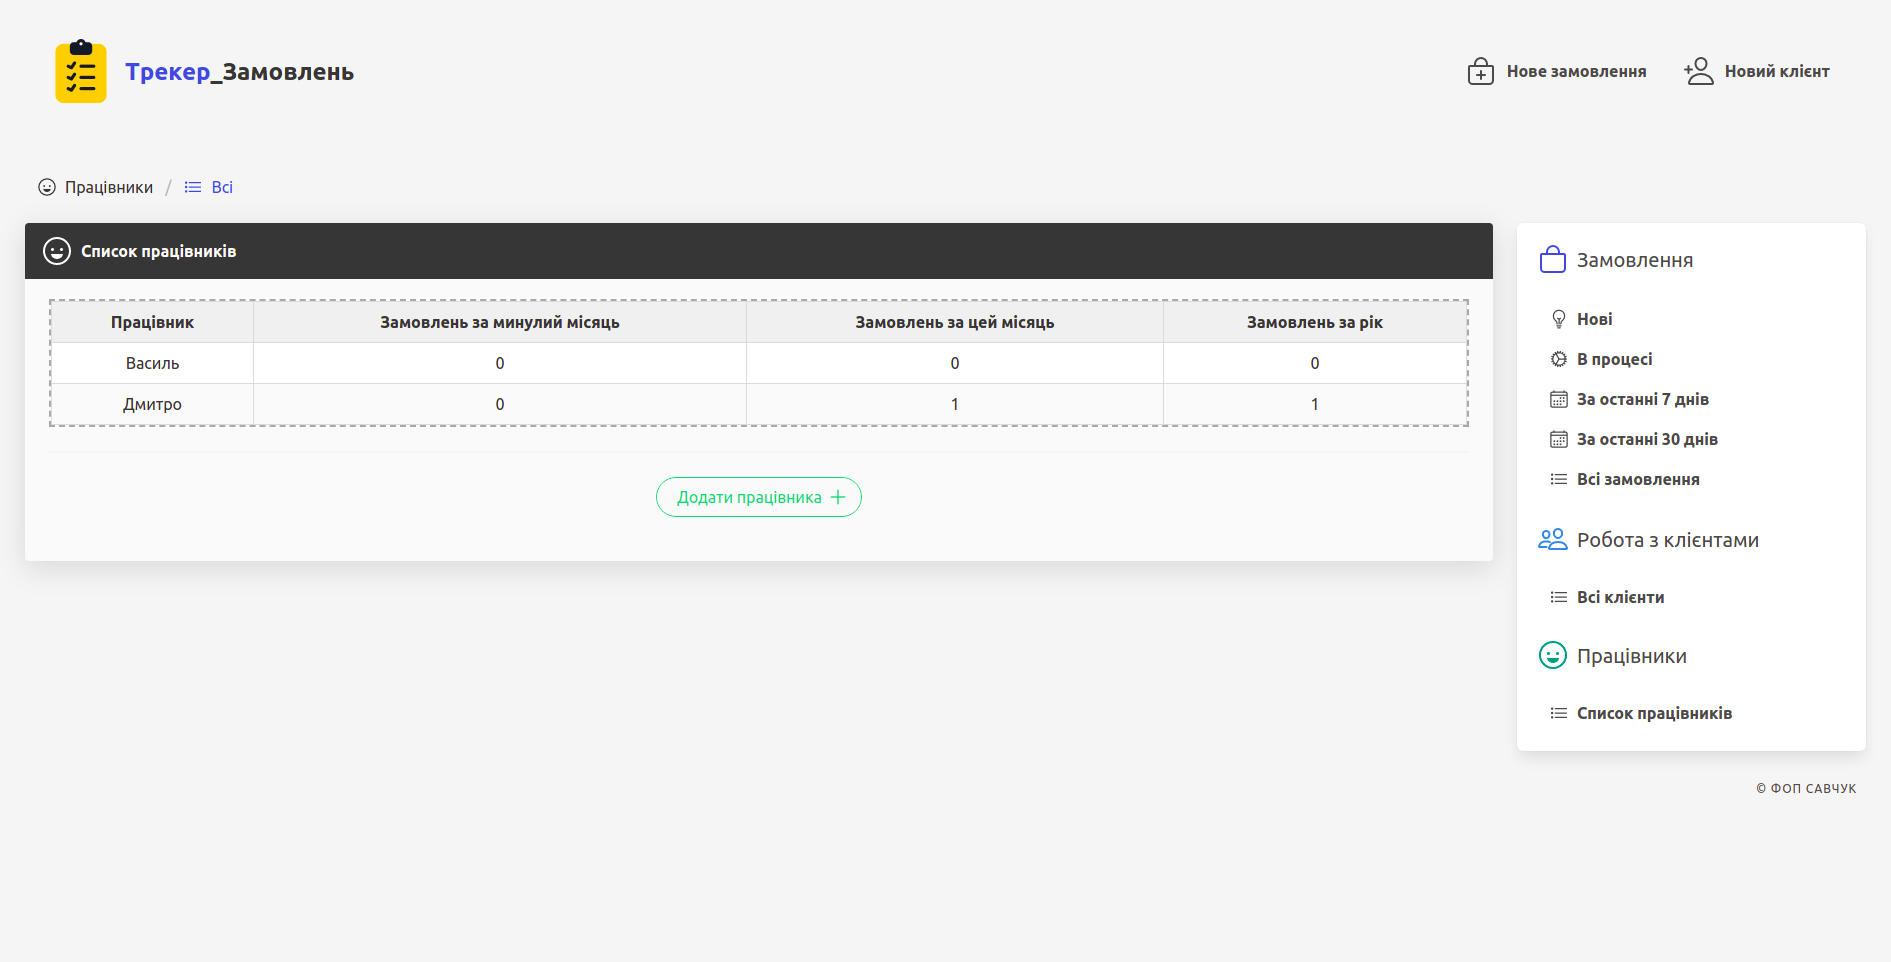 Трекер_Замовлень
Нове замовлення
Новий клієнт
Працівники / Всі
Список працівників
Працівник Замовлень за минулий місяць Замовлень за цей місяць Замовлень за рік
Василь 0 0 0
Дмитро 0 1 1
Додати працівника
Замовлення
Нові
В процесі
За останні 7 днів
За останні 30 днів
Всі замовлення
Робота з клієнтами
Всі клієнти
Працівники
Список працівників
© ФОП САВЧУК